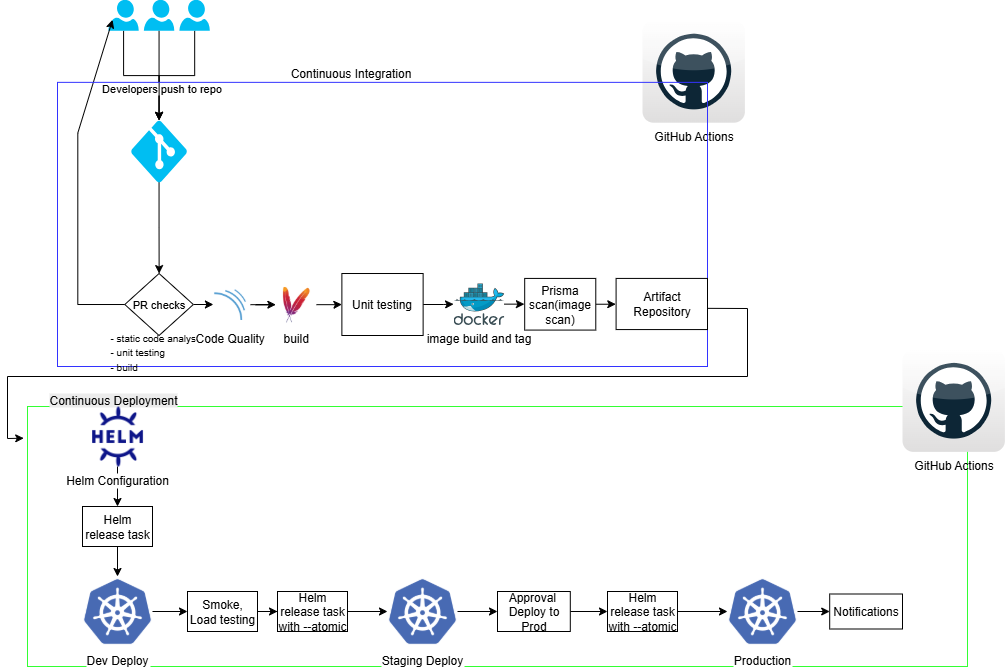 Continuous Integration
Developers push to repo
GitHub Actions
PR checks
- static code analys
- unit testing
- build
Code Quality
build
Unit testing
docker
image build and tag
Prisma
scan(image
scan)
Artifact
Repository
Continuous Deployment
HELM
Helm Configuration
GitHub Actions
Helm
release task
Dev Deploy
Smoke,
Load testing
Helm
release task
with --atomic
Staging Deploy
Approval
Deploy to
Prod
Helm
release task
with --atomic
Production
Notifications